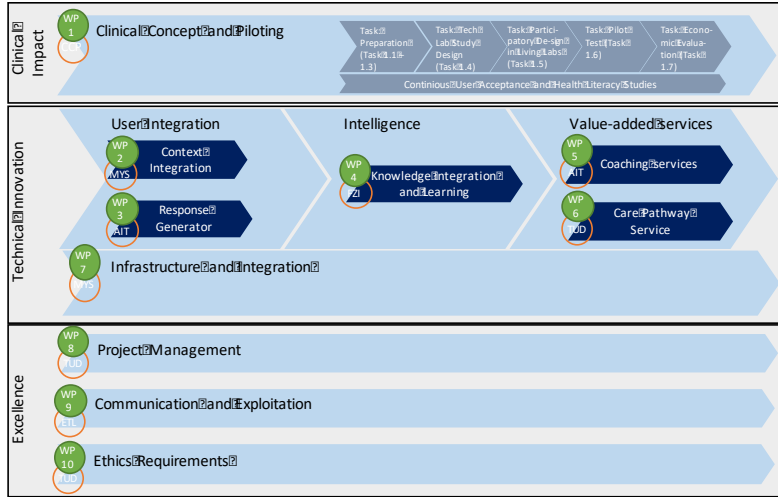 Clinical
Impact
WP
1
Clinical Concept and Piloting
Task:
Preparation
(Task 1.1–
1.3)
Task: Tech
Lab Study
Design
(Task 1.4)
Task: Partici-
patory De-sign
in Living Labs
(Task 1.5)
Task: Pilot
Test (Task
1.6)
Task: Econo-
mic Evalua-
tion (Task
1.7)
Continious User Acceptance and Health Literacy Studies
Technical Innovation
User Integration
Intelligence
Value-added services
WP
2
MYS
Context
Integration
WP
3
AIT
Response
Generator
WP
4
FZI
Knowledge Integration
and Learning
WP
5
AIT
Coaching services
WP
6
TUD
Care Pathway
Service
WP
7
MYS
Infrastructure and Integration
Excellence
WP
8
TUD
Project Management
WP
9
Communication and Exploitation
WP
10
TUD
Ethics Requirements